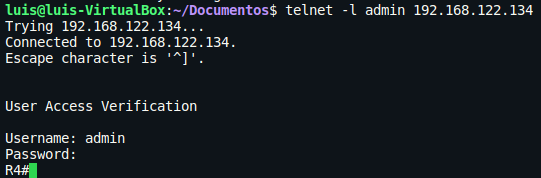 luis@luis-VirtualBox:~/Documentos$ telnet -l admin 192.168.122.134
Trying 192.168.122.134...
Connected to 192.168.122.134.
Escape character is '^]'.
User Access Verification
Username: admin
Password:
R4#